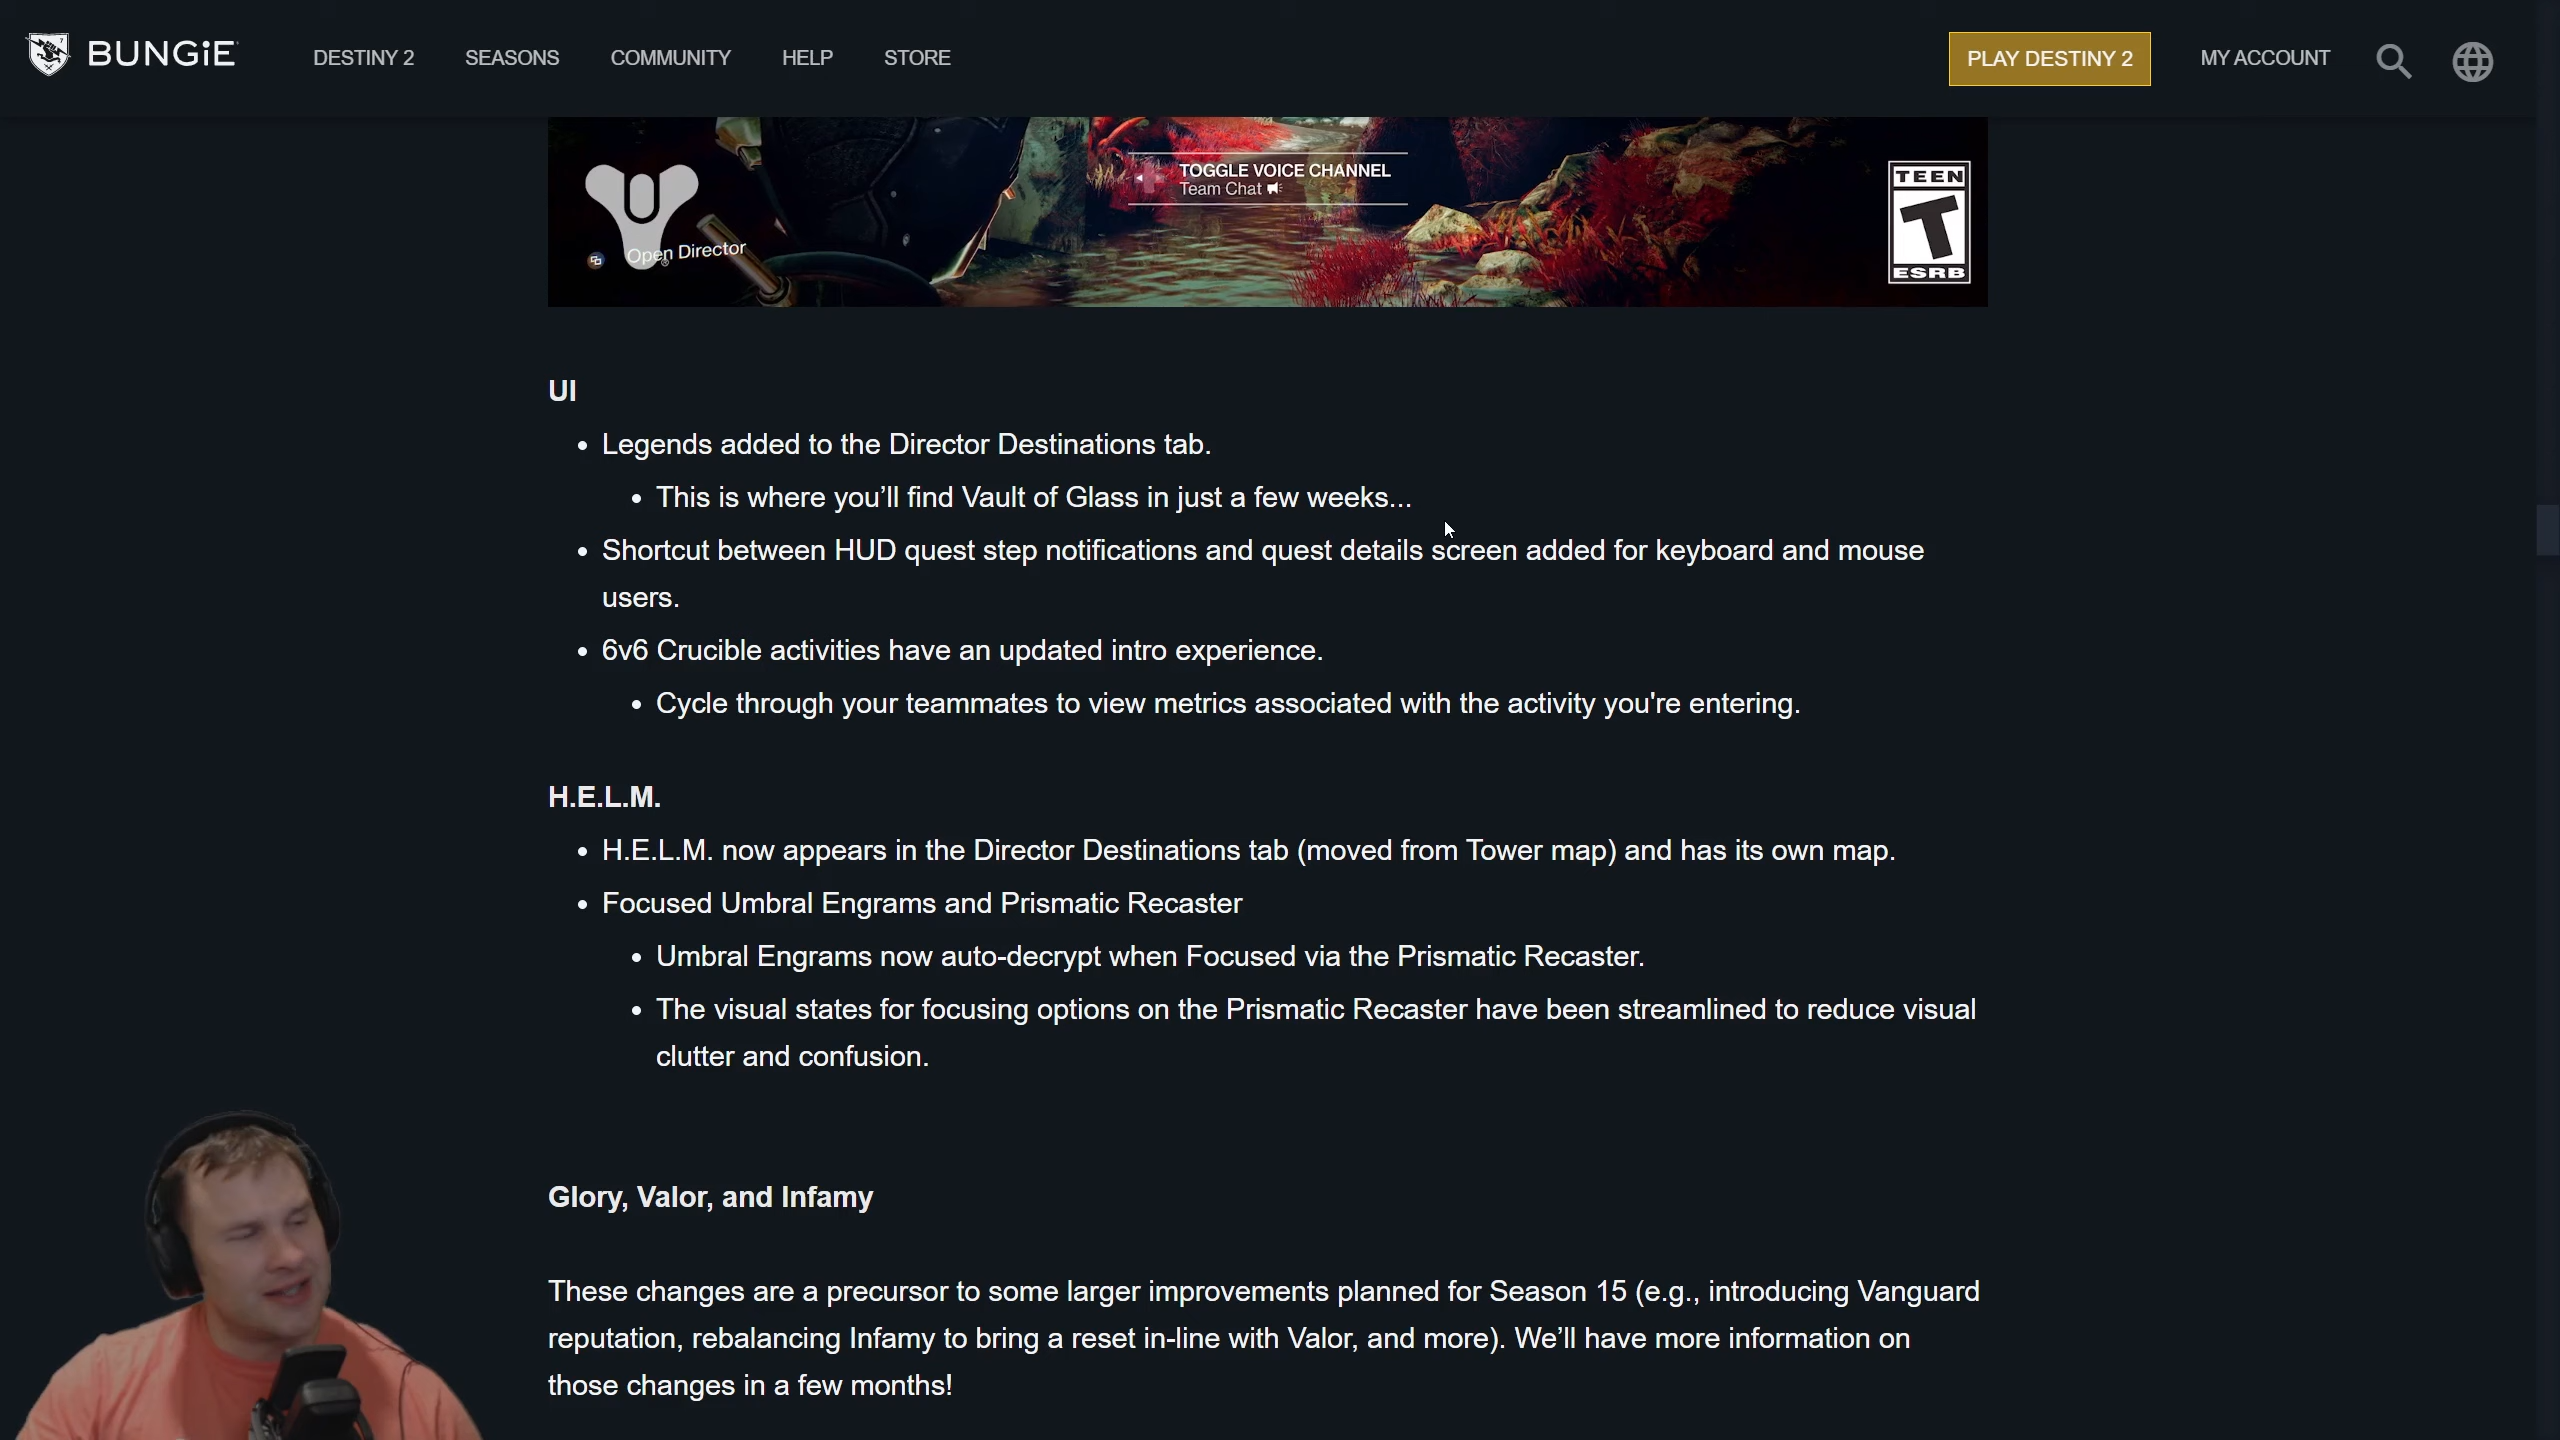 BUNGiE
DESTINY 2
SEASONS
COMMUNITY
HELP
STORE
PLAY DESTINY 2
MY ACCOUNT
TOGGLE VOICE CHANNEL
Team Chat
Open Director
TEEN
T
ESRB
UI
• Legends added to the Director Destinations tab.
• This is where you’ll find Vault of Glass in just a few weeks...
• Shortcut between HUD quest step notifications and quest details screen added for keyboard and mouse
users.
• 6v6 Crucible activities have an updated intro experience.
• Cycle through your teammates to view metrics associated with the activity you're entering.
H.E.L.M.
• H.E.L.M. now appears in the Director Destinations tab (moved from Tower map) and has its own map.
• Focused Umbral Engrams and Prismatic Recaster
• Umbral Engrams now auto-decrypt when Focused via the Prismatic Recaster.
• The visual states for focusing options on the Prismatic Recaster have been streamlined to reduce visual
clutter and confusion.
Glory, Valor, and Infamy
These changes are a precursor to some larger improvements planned for Season 15 (e.g., introducing Vanguard
reputation, rebalancing Infamy to bring a reset in-line with Valor, and more). We’ll have more information on
those changes in a few months!